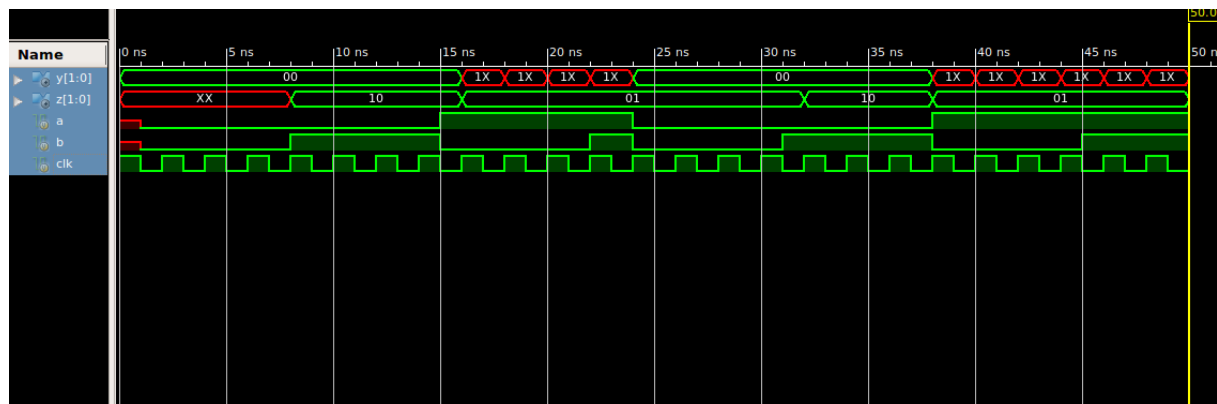 50.0
Name 0 ns 5 ns 10 ns 15 ns 20 ns 25 ns 30 ns 35 ns 40 ns 45 ns 50 n
y[1:0] 00 1X 1X 1X 1X 00 1X 1X 1X 1X 1X 1X
z[1:0] XX 10 01 10 01
a
b
clk